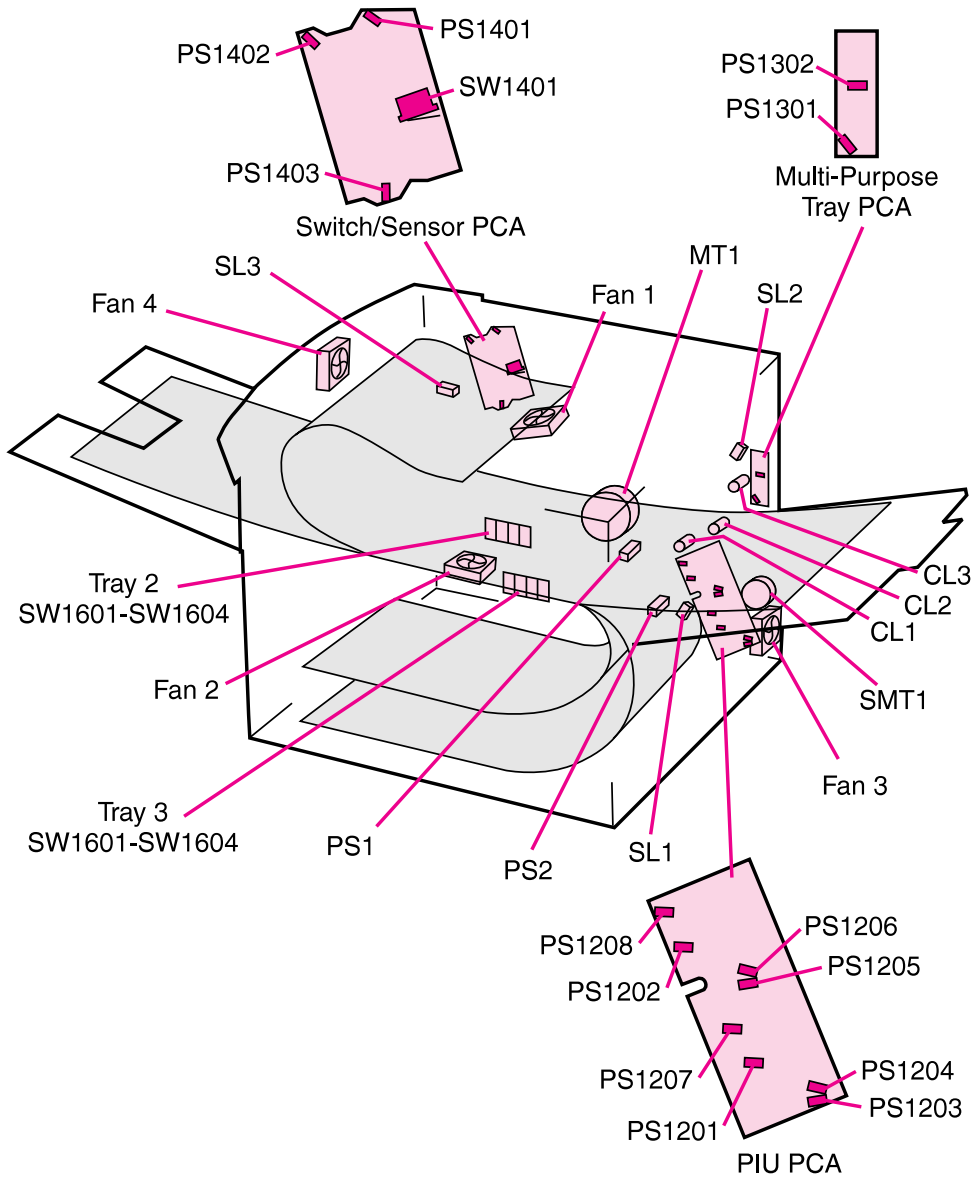 PS1401
PS1402
PS1302
SW1401
PS1301
PS1403
Multi-Purpose
Tray PCA
Switch/Sensor PCA
MT1
SL3
SL2
Fan 4
Fan 1
CL3
Tray 2
SW1601-SW1604
CL2
CL1
Fan 2
SMT1
Fan 3
Tray 3
SW1601-SW1604
PS1
SL1
PS2
PS1206
PS1208
PS1205
PS1202
PS1204
PS1207
PS1203
PS1201
PIU PCA